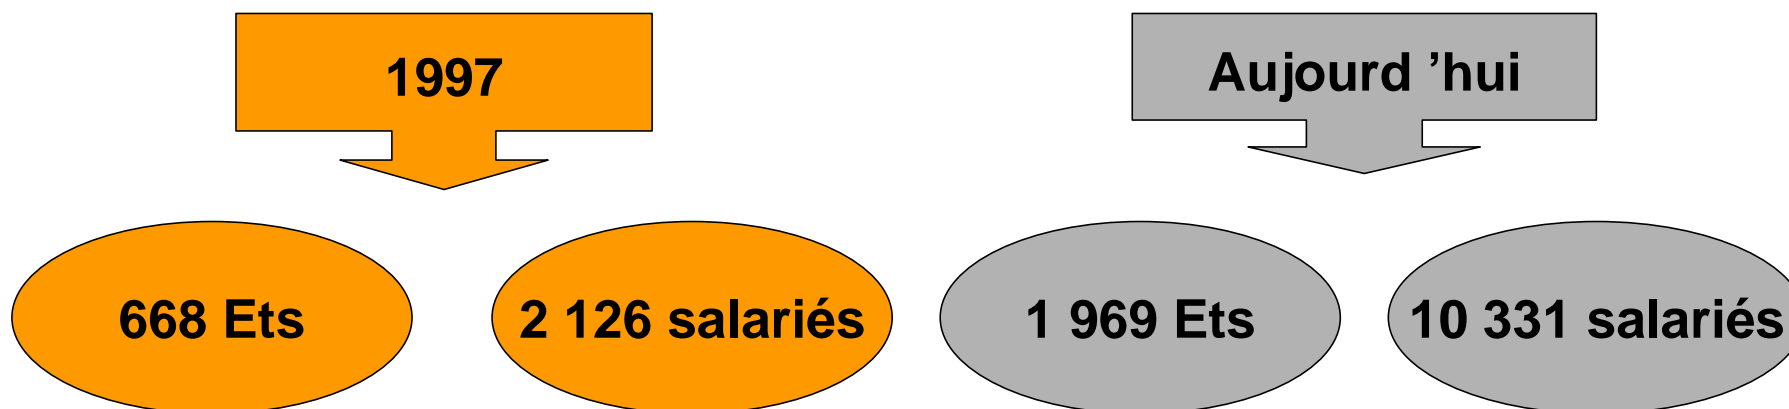 1997
Aujourd ’hui
668 Ets
2 126 salariés
1 969 Ets
10 331 salariés